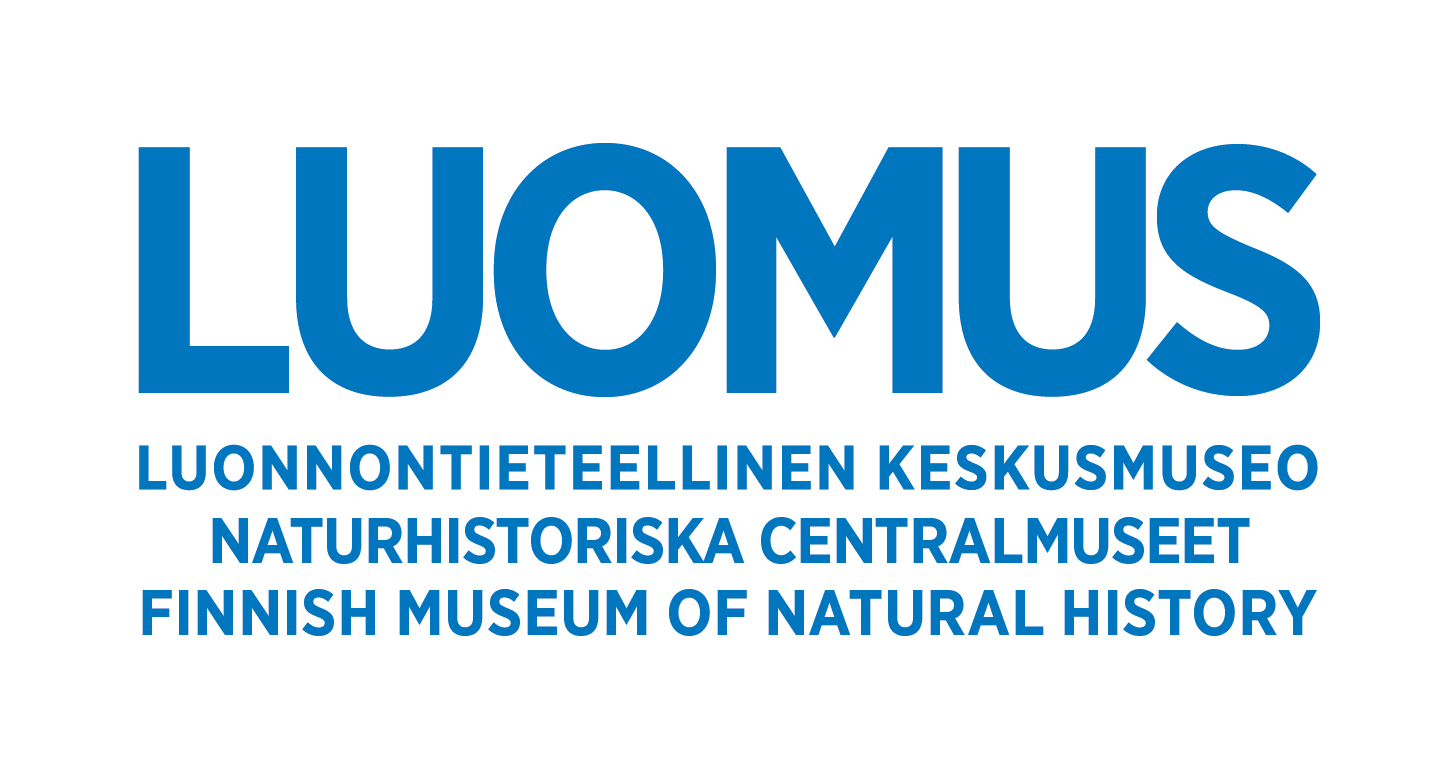 LUOMUS
LUONNONTIETEELLINEN KESKUSMUSEO
NATURHISTORISKA CENTRALMUSEET
FINNISH MUSEUM OF NATURAL HISTORY